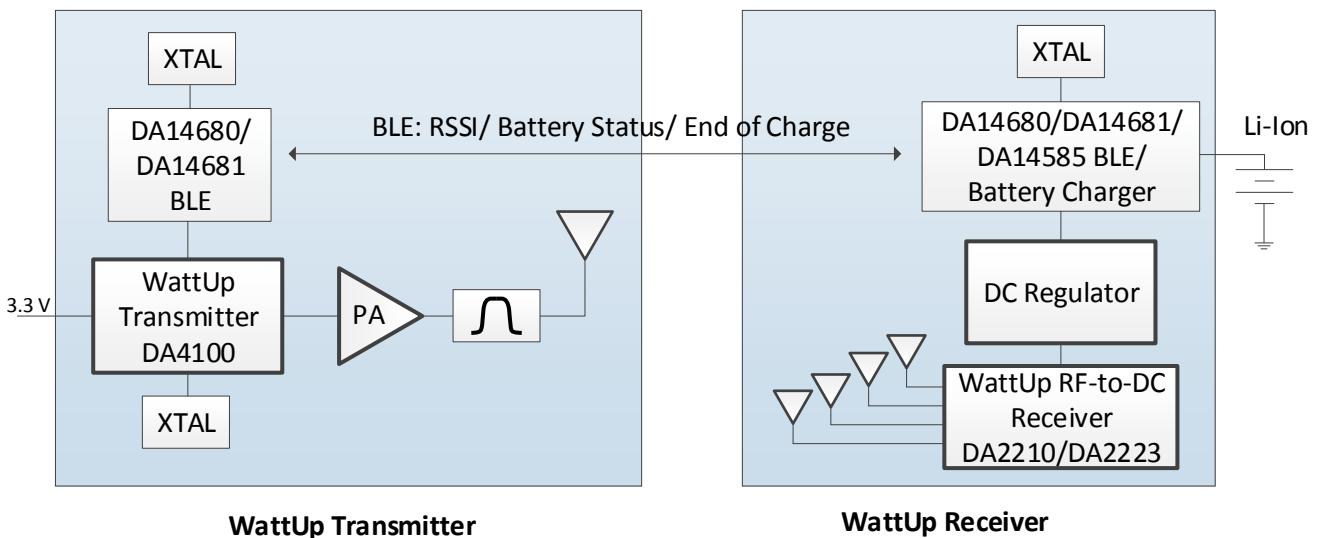 XTAL
DA14680/
DA14681
BLE
3.3 V
WattUp
Transmitter
DA4100
XTAL
PA
BLE: RSSI/ Battery Status/ End of Charge
XTAL
DA14680/DA14681/
DA14585 BLE/
Battery Charger
Li-Ion
DC Regulator
WattUp RF-to-DC
Receiver
DA2210/DA2223
WattUp Transmitter
WattUp Receiver